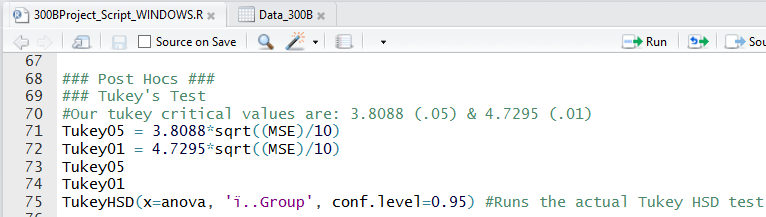 300BProject_Script_WINDOWS.R
Data_300B
Source on Save
Run
Sou
67
68 ### Post Hocs ###
69 ### Tukey's Test
70 #Our tukey critical values are: 3.8088 (.05) & 4.7295 (.01)
71 Tukey05 = 3.8088*sqrt((MSE)/10)
72 Tukey01 = 4.7295*sqrt((MSE)/10)
73 Tukey05
74 Tukey01
75 TukeyHSD(x=anova, 'ï..Group', conf.level=0.95) #Runs the actual Tukey HSD test